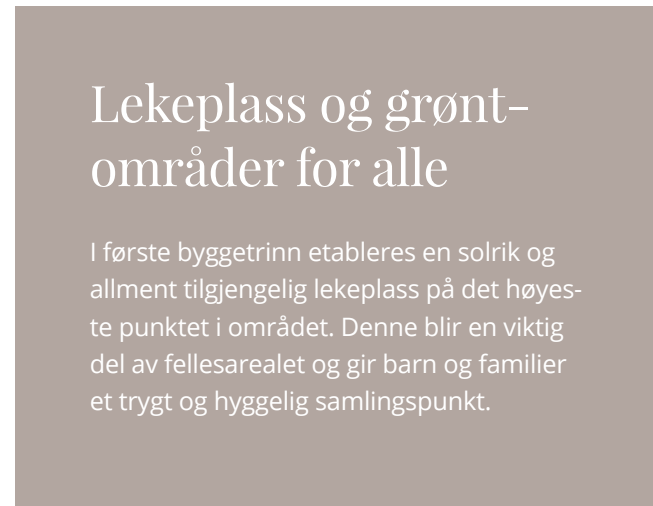 Lekeplass og grønt-
områder for alle
I første byggetrinn etableres en solrik og
allment tilgjengelig lekeplass på det høyes-
te punktet i området. Denne blir en viktig
del av fellesarealet og gir barn og familier
et trygt og hyggelig samlingspunkt.